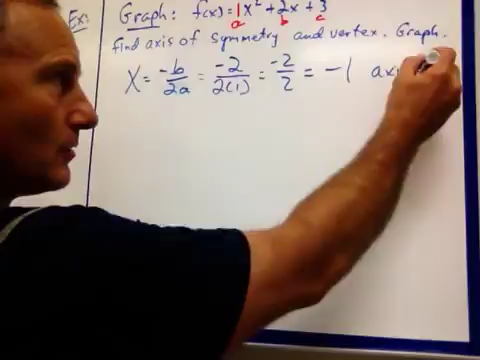 Ex: Graph: f(x) = 1x² + 2x + 3
a b c
Find axis of symmetry and vertex. Graph.
X = -b/2a = -2/2(1) = -2/2 = -1 axi